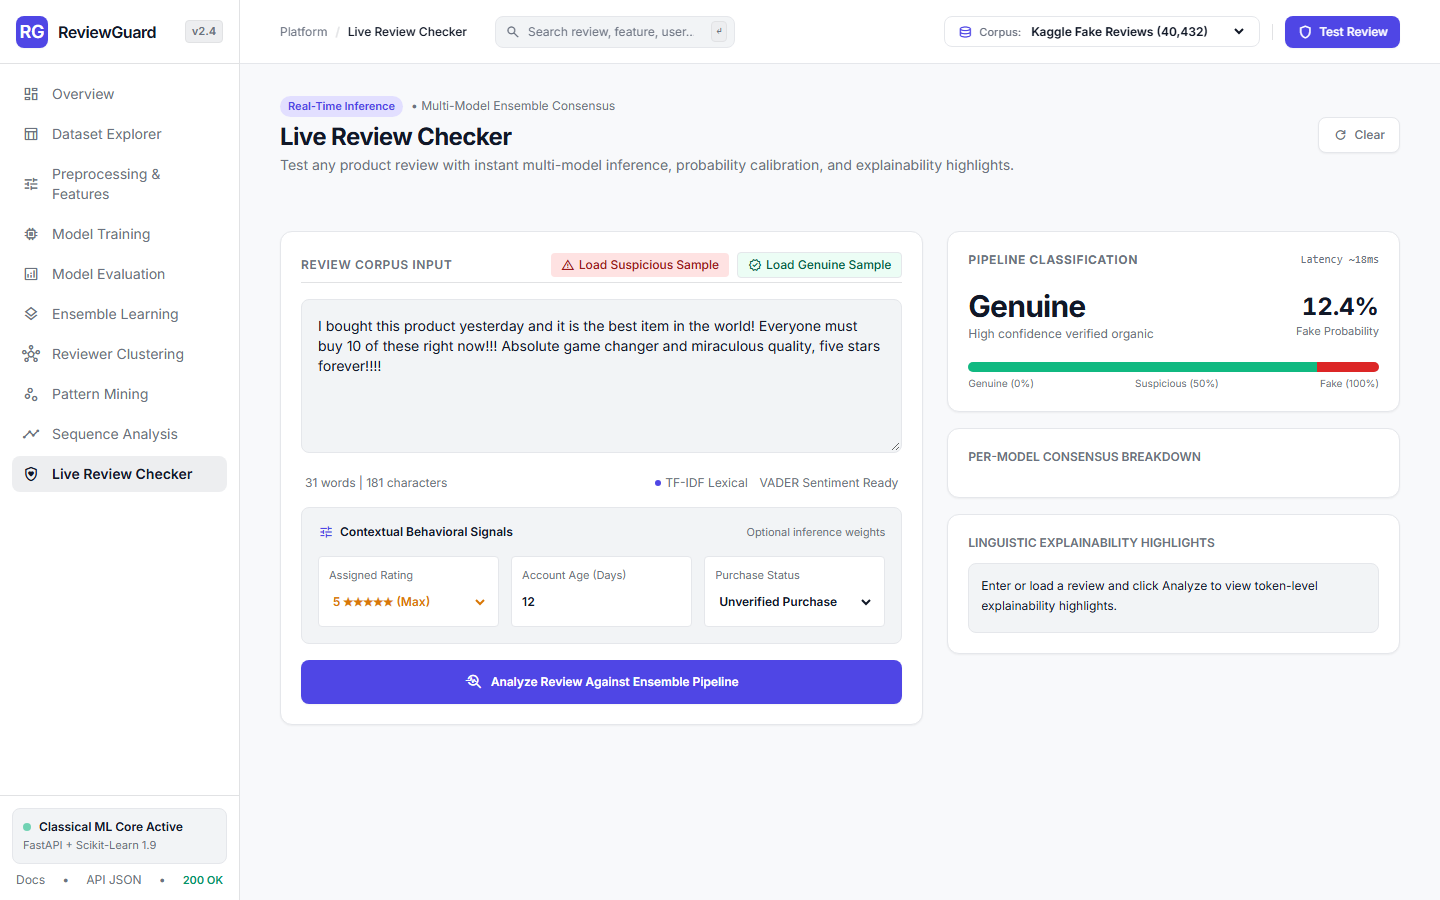 RG ReviewGuard v2.4
Overview
Dataset Explorer
Preprocessing &
Features
Model Training
Model Evaluation
Ensemble Learning
Reviewer Clustering
Pattern Mining
Sequence Analysis
Live Review Checker
Classical ML Core Active
FastAPI + Scikit-Learn 1.9
Docs • API JSON • 200 OK
Platform / Live Review Checker
Search review, feature, user... ↵
Corpus: Kaggle Fake Reviews (40,432)
Test Review
Real-Time Inference • Multi-Model Ensemble Consensus
Live Review Checker
Test any product review with instant multi-model inference, probability calibration, and explainability highlights.
Clear
REVIEW CORPUS INPUT
Load Suspicious Sample
Load Genuine Sample
I bought this product yesterday and it is the best item in the world! Everyone must
buy 10 of these right now!!! Absolute game changer and miraculous quality, five stars
forever!!!!
31 words | 181 characters
TF-IDF Lexical VADER Sentiment Ready
Contextual Behavioral Signals
Optional inference weights
Assigned Rating
5 ★★★★★ (Max)
Account Age (Days)
12
Purchase Status
Unverified Purchase
Analyze Review Against Ensemble Pipeline
PIPELINE CLASSIFICATION
Latency ~18ms
Genuine
High confidence verified organic
12.4%
Fake Probability
Genuine (0%) Suspicious (50%) Fake (100%)
PER-MODEL CONSENSUS BREAKDOWN
LINGUISTIC EXPLAINABILITY HIGHLIGHTS
Enter or load a review and click Analyze to view token-level
explainability highlights.